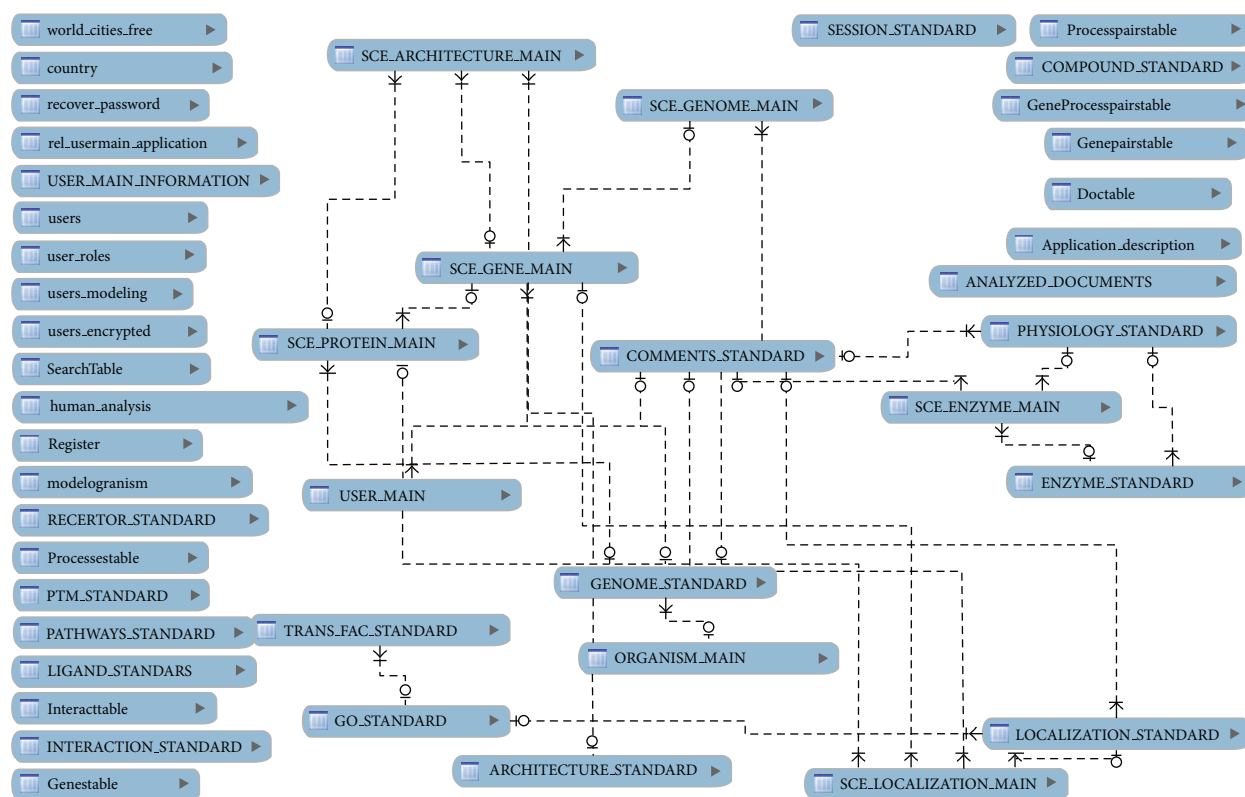 world_cities_free
country
recover_password
rel_usermain_application
USER_MAIN_INFORMATION
users
user_roles
users_modeling
users_encrypted
SearchTable
human_analysis
Register
modelogranism
RECERTOR_STANDARD
Processestable
PTM_STANDARD
PATHWAYS_STANDARD
LIGAND_STANDARS
Interacttable
INTERACTION_STANDARD
Genestable
SCE_ARCHITECTURE_MAIN
SCE_GENOME_MAIN
SCE_GENE_MAIN
SCE_PROTEIN_MAIN
COMMENTS_STANDARD
USER_MAIN
GENOME_STANDARD
TRANS_FAC_STANDARD
ORGANISM_MAIN
GO_STANDARD
ARCHITECTURE_STANDARD
SESSION_STANDARD
Processpairstable
COMPOUND_STANDARD
GeneProcesspairstable
Genepairstable
Doctable
Application_description
ANALYZED_DOCUMENTS
PHYSIOLOGY_STANDARD
SCE_ENZYME_MAIN
ENZYME_STANDARD
LOCALIZATION_STANDARD
SCE_LOCALIZATION_MAIN